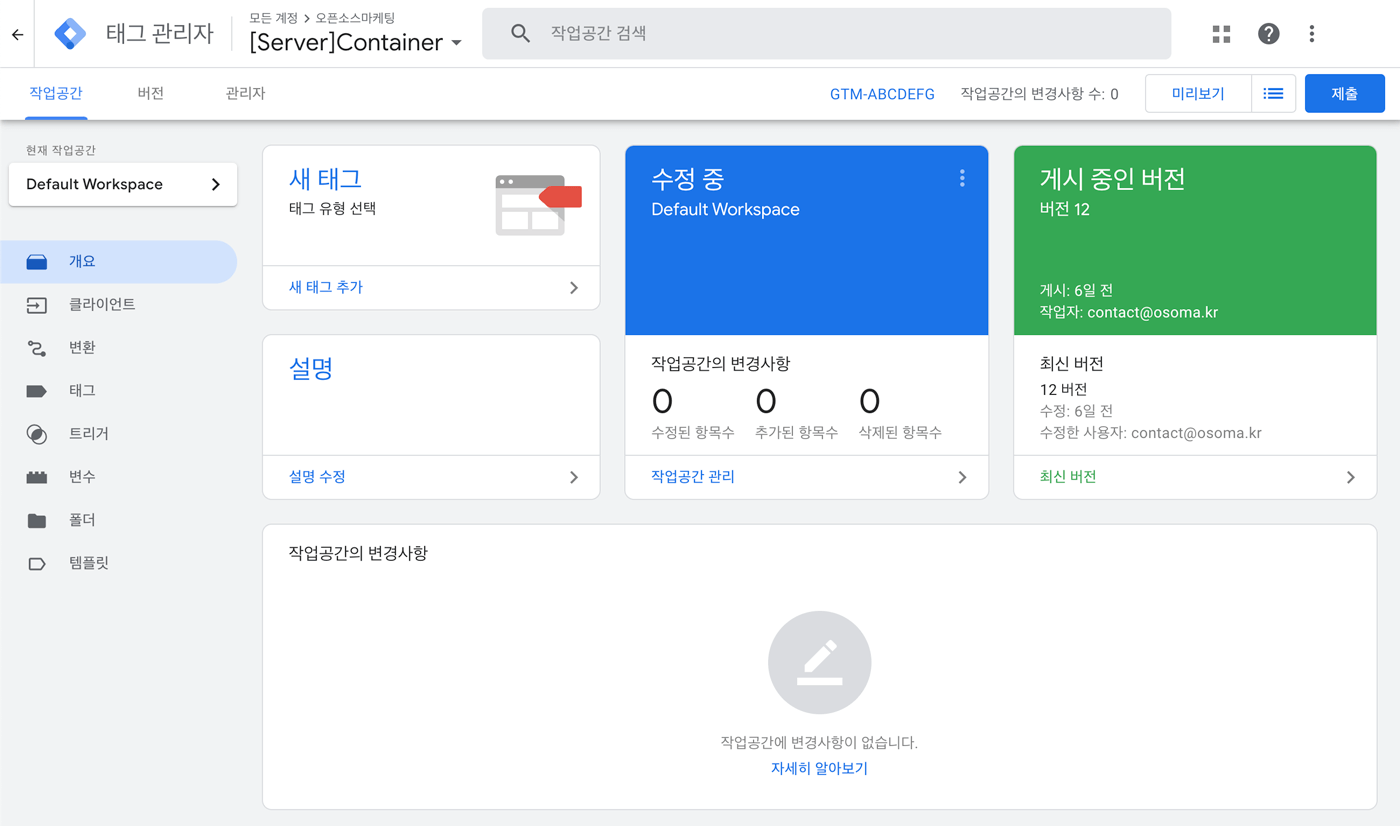 태그 관리자
모든 계정 > 오픈소스마케팅
[Server]Container
작업공간 검색
작업공간
버전
관리자
GTM-ABCDEFG
작업공간의 변경사항 수: 0
미리보기
제출
현재 작업공간
Default Workspace
개요
클라이언트
변환
태그
트리거
변수
폴더
템플릿
새 태그
태그 유형 선택
새 태그 추가
설명
설명 수정
수정 중
Default Workspace
작업공간의 변경사항
0 0 0
수정된 항목수 추가된 항목수 삭제된 항목수
작업공간 관리
게시 중인 버전
버전 12
게시: 6일 전
작업자: contact@osoma.kr
최신 버전
12 버전
수정: 6일 전
수정한 사용자: contact@osoma.kr
최신 버전
작업공간의 변경사항
작업공간에 변경사항이 없습니다.
자세히 알아보기